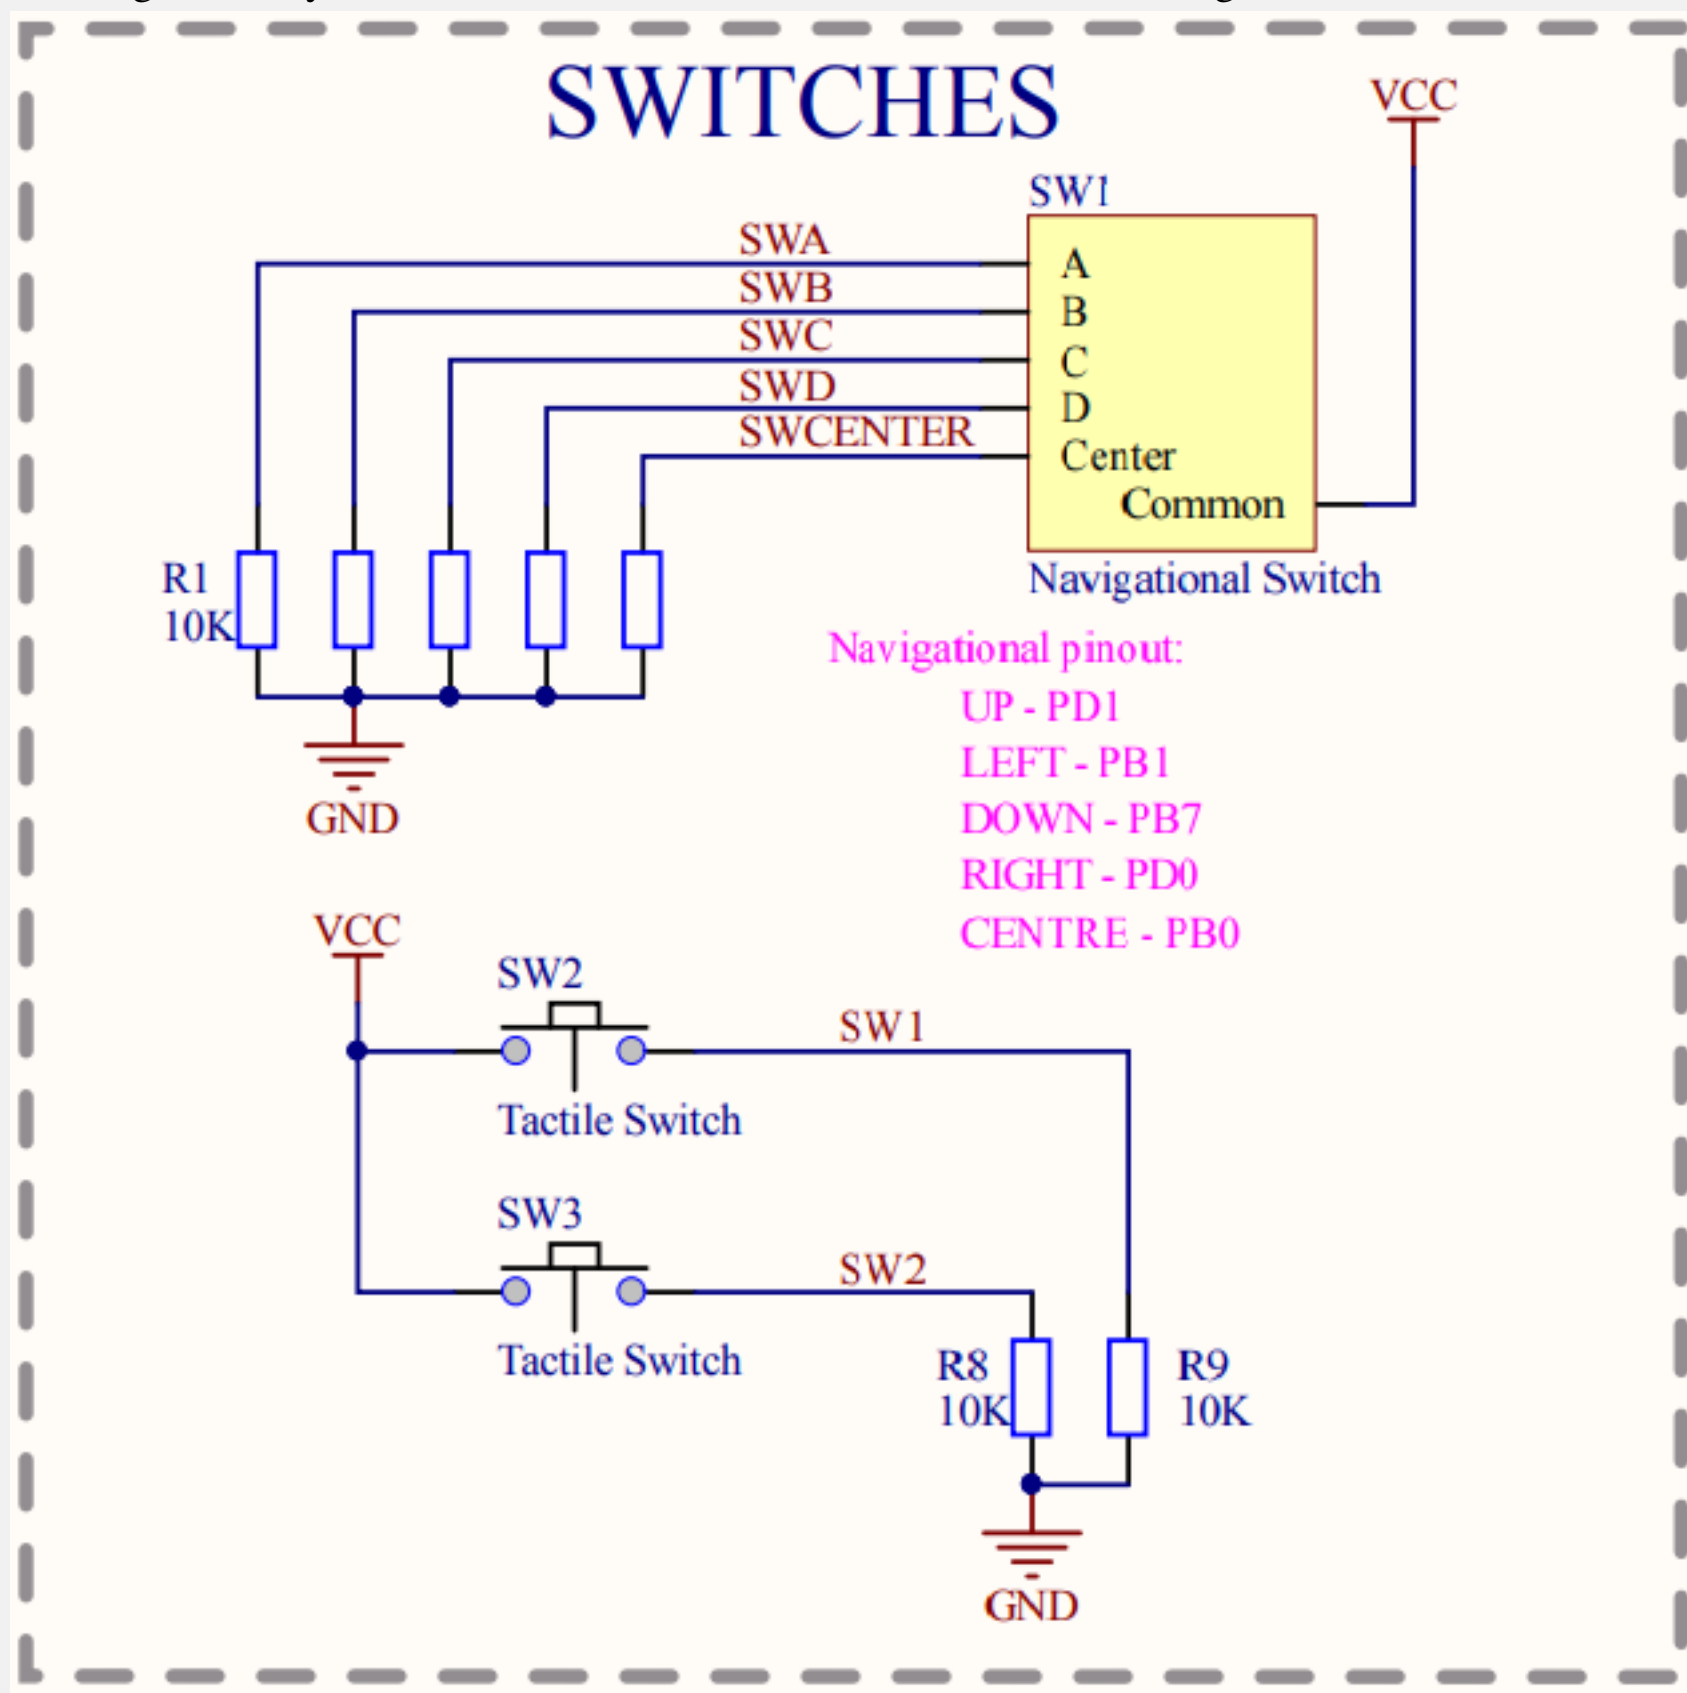 SWITCHES
VCC
SW1
SWA
A
SWB
B
SWC
C
SWD
D
SWCENTER
Center
Common
R1
10K
Navigational Switch
Navigational pinout:
UP - PD1
LEFT - PB1
DOWN - PB7
RIGHT - PD0
CENTRE - PB0
GND
VCC
SW2
SW1
Tactile Switch
SW3
SW2
Tactile Switch
R8
10K
R9
10K
GND